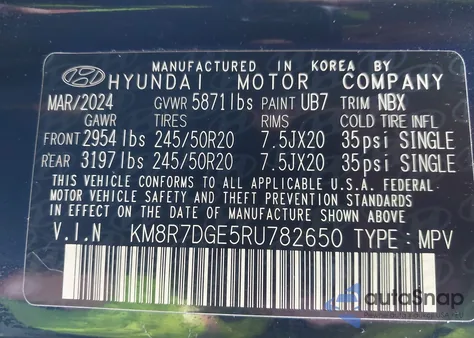 MANUFACTURED IN KOREA BY
HYUNDAI MOTOR COMPANY
MAR/2024 GVWR 5871lbs PAINT UB7 TRIM NBX
GAWR TIRES RIMS COLD TIRE INFL
FRONT 2954lbs 245/50R20 7.5JX20 35psi SINGLE
REAR 3197lbs 245/50R20 7.5JX20 35psi SINGLE
THIS VEHICLE CONFORMS TO ALL APPLICABLE U.S.A. FEDERAL
MOTOR VEHICLE SAFETY AND THEFT PREVENTION STANDARDS
IN EFFECT ON THE DATE OF MANUFACTURE SHOWN ABOVE.
V.I.N KM8R7DGE5RU782650 TYPE: MPV
autoSnap